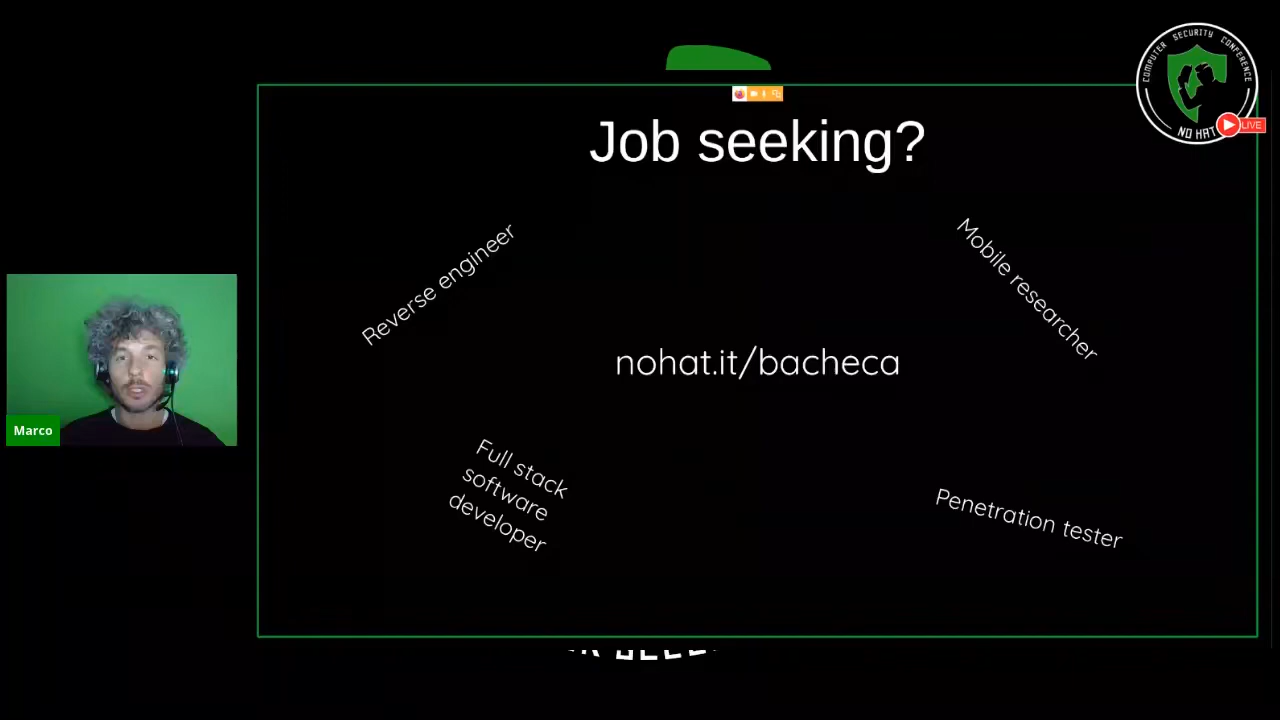 COMPUTER SECURITY CONFERENCE
NO HAT
LIVE
Job seeking?
Reverse engineer
Mobile researcher
nohat.it/bacheca
Marco
Full stack
software
developer
Penetration tester